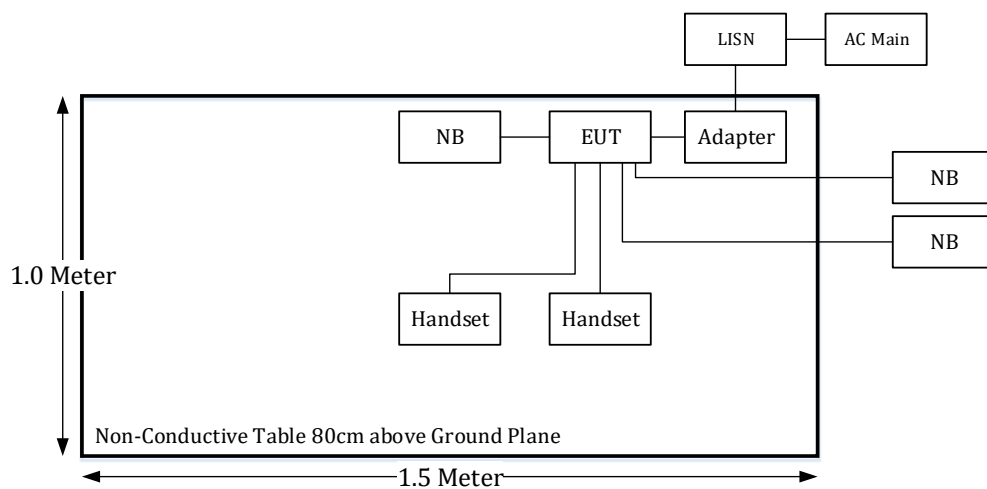 LISN
AC Main
NB
EUT
Adapter
NB
NB
1.0 Meter
Handset
Handset
Non-Conductive Table 80cm above Ground Plane
1.5 Meter